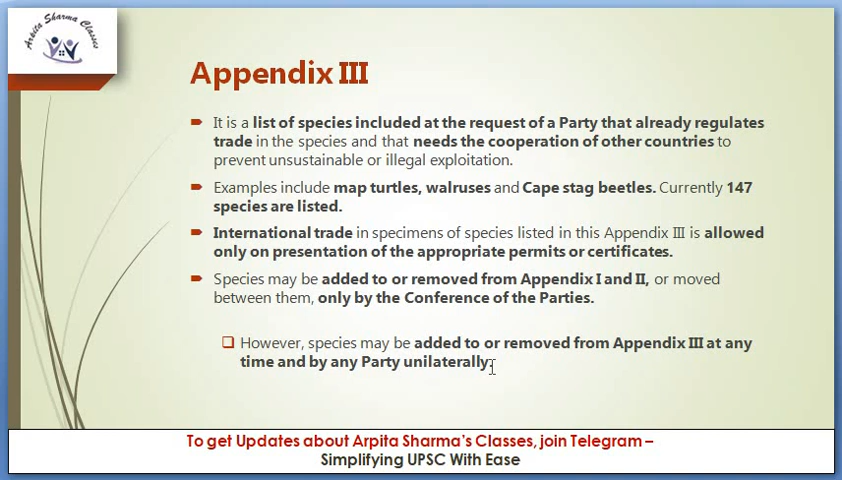 Arpita Sharma Classes
Appendix III
It is a list of species included at the request of a Party that already regulates
trade in the species and that needs the cooperation of other countries to
prevent unsustainable or illegal exploitation.
Examples include map turtles, walruses and Cape stag beetles. Currently 147
species are listed.
International trade in specimens of species listed in this Appendix III is allowed
only on presentation of the appropriate permits or certificates.
Species may be added to or removed from Appendix I and II, or moved
between them, only by the Conference of the Parties.
However, species may be added to or removed from Appendix III at any
time and by any Party unilaterally.
To get Updates about Arpita Sharma's Classes, join Telegram –
Simplifying UPSC With Ease